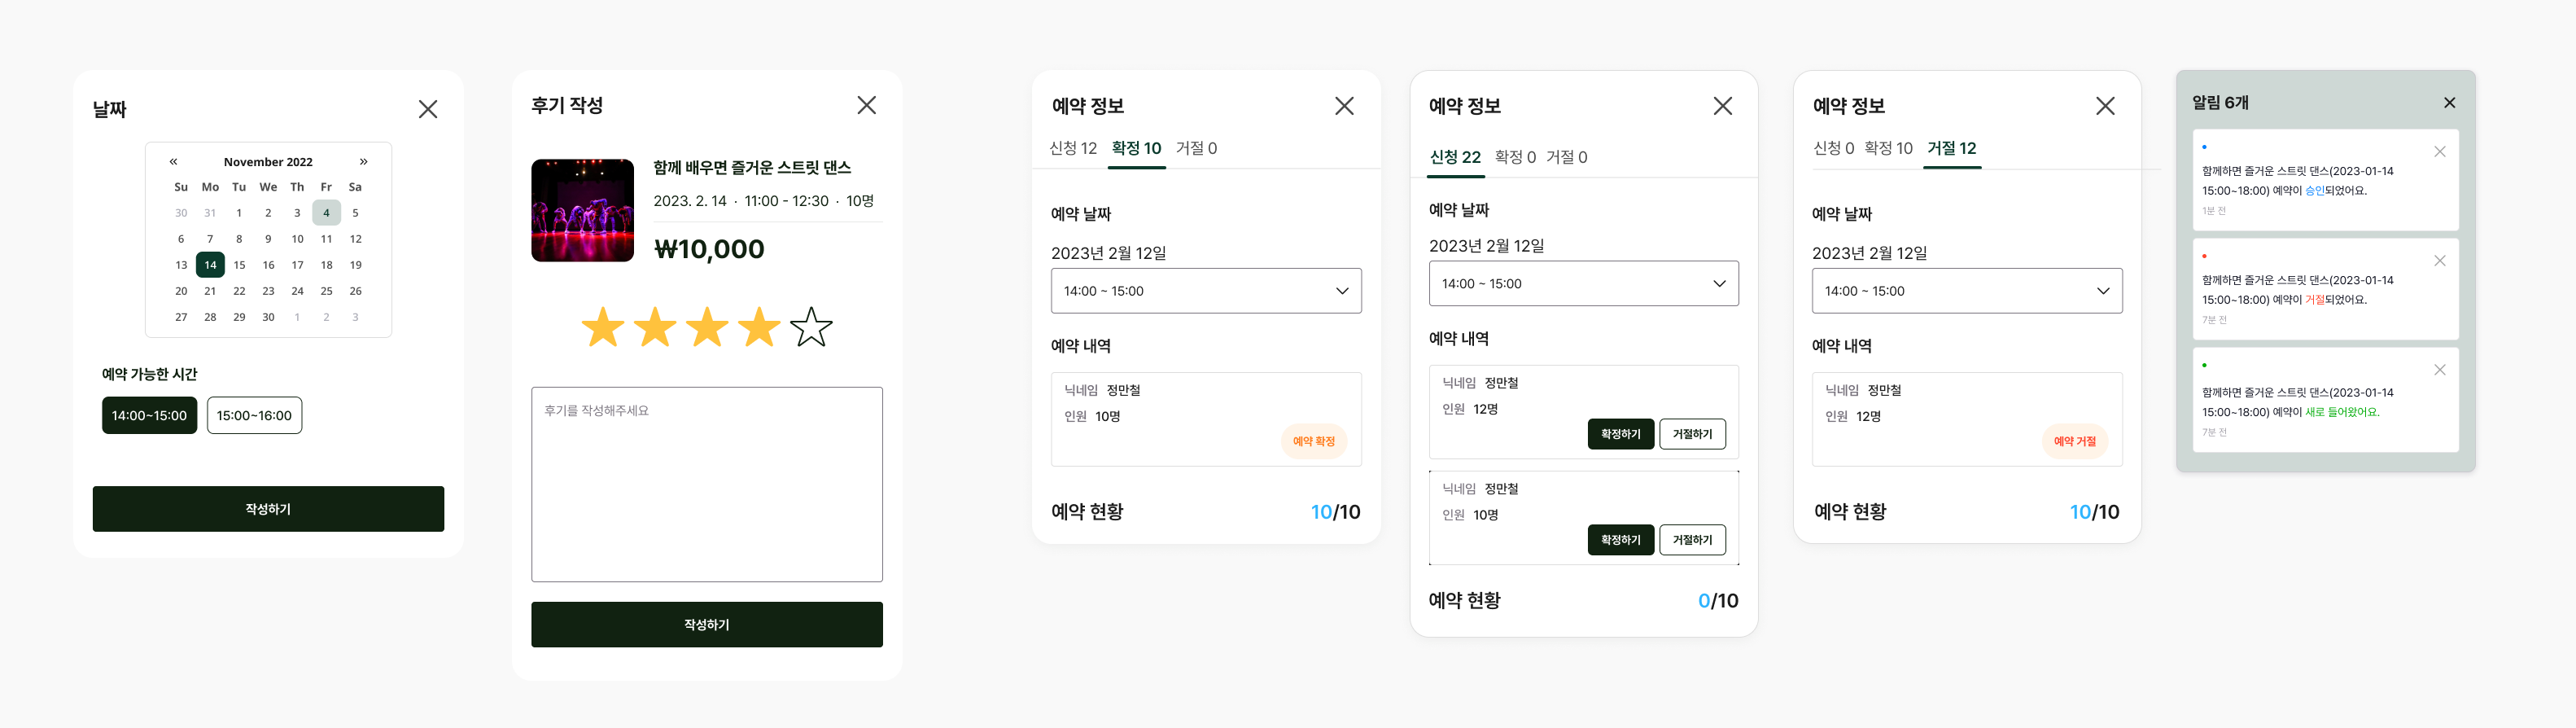 날짜
« November 2022 »
Su Mo Tu We Th Fr Sa
30 31 1 2 3 4 5
6 7 8 9 10 11 12
13 14 15 16 17 18 19
20 21 22 23 24 25 26
27 28 29 30 1 2 3
예약 가능한 시간
14:00~15:00 15:00~16:00
작성하기
후기 작성
함께 배우면 즐거운 스트릿 댄스
2023. 2. 14 · 11:00 - 12:30 · 10명
₩10,000
후기를 작성해주세요
작성하기
예약 정보
신청 12 확정 10 거절 0
예약 날짜
2023년 2월 12일
14:00 ~ 15:00
예약 내역
닉네임 정만철
인원 10명
예약 확정
예약 현황 10/10
예약 정보
신청 22 확정 0 거절 0
예약 날짜
2023년 2월 12일
14:00 ~ 15:00
예약 내역
닉네임 정만철
인원 12명
확정하기 거절하기
닉네임 정만철
인원 10명
확정하기 거절하기
예약 현황 0/10
예약 정보
신청 0 확정 10 거절 12
예약 날짜
2023년 2월 12일
14:00 ~ 15:00
예약 내역
닉네임 정만철
인원 12명
예약 거절
예약 현황 10/10
알림 6개
함께하면 즐거운 스트릿 댄스(2023-01-14
15:00~18:00) 예약이 승인되었어요.
1분 전
함께하면 즐거운 스트릿 댄스(2023-01-14
15:00~18:00) 예약이 거절되었어요.
7분 전
함께하면 즐거운 스트릿 댄스(2023-01-14
15:00~18:00) 예약이 새로 들어왔어요.
7분 전